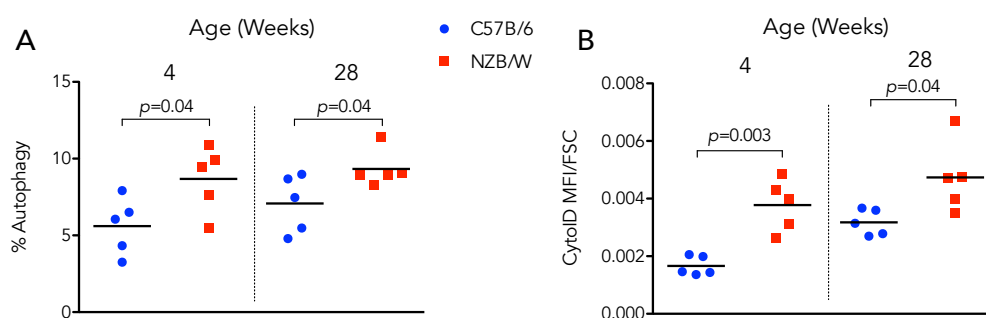 A
Age (Weeks)
4
28
C57B/6
NZB/W
% Autophagy
15
10
5
0
p=0.04
p=0.04
B
Age (Weeks)
4
28
CytoID MFI/FSC
0.008
0.006
0.004
0.002
0.000
p=0.003
p=0.04